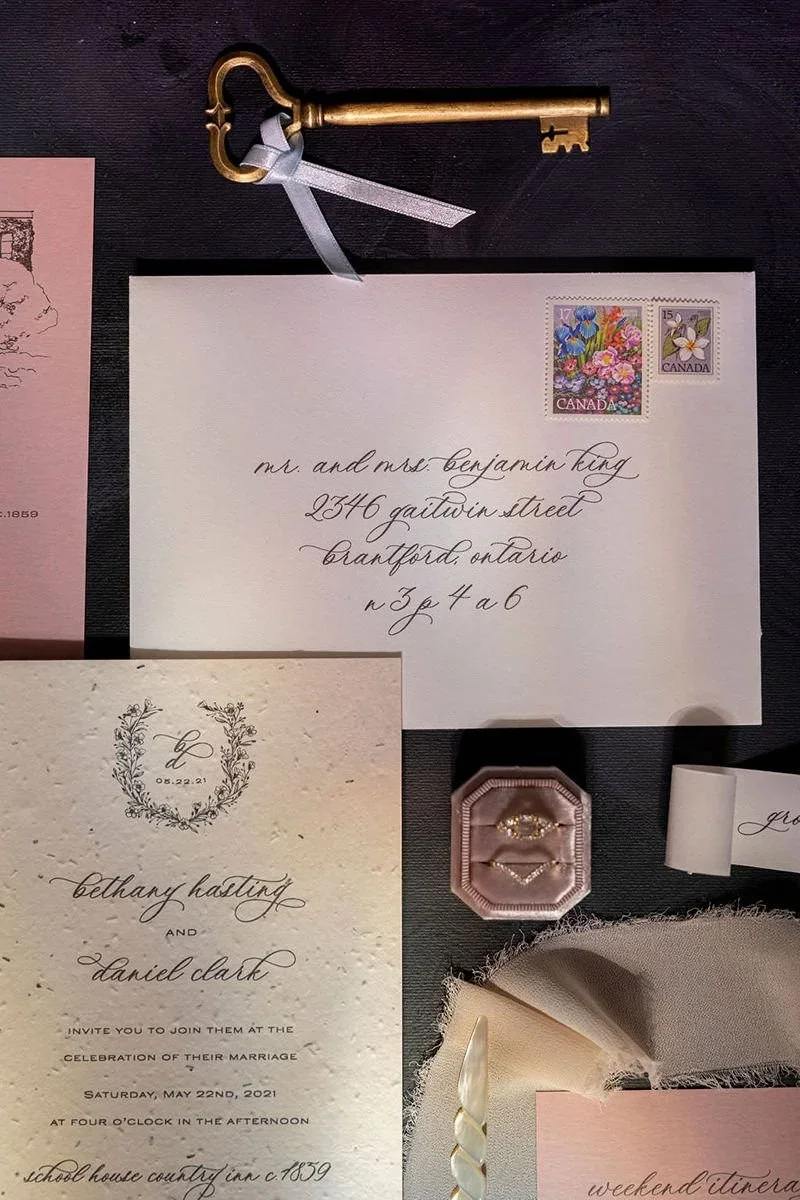 c.1859
17
CANADA
15
CANADA
mr. and mrs. benjamin king
2346 gaitwin street
brantford, ontario
n3p 4a6
b
d
05.22.21
bethany hasting
AND
daniel clark
INVITE YOU TO JOIN THEM AT THE
CELEBRATION OF THEIR MARRIAGE
SATURDAY, MAY 22ND, 2021
AT FOUR O'CLOCK IN THE AFTERNOON
school house country inn c.1859
weekend